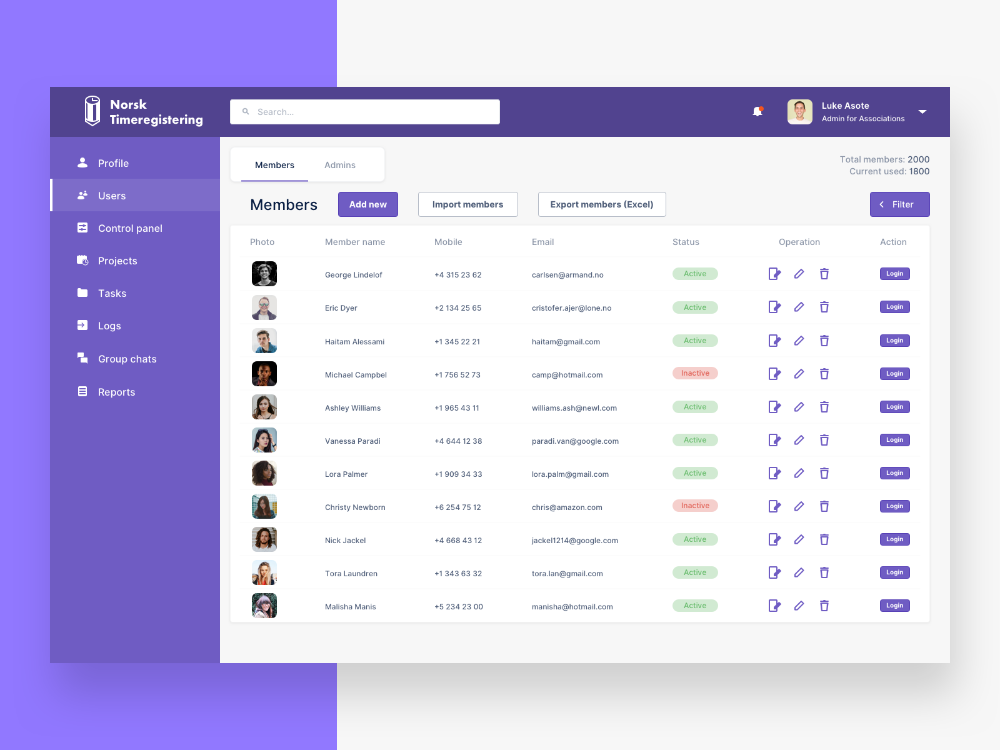 Norsk
Timeregistering
Search...
Luke Asote
Admin for Associations
Profile
Users
Control panel
Projects
Tasks
Logs
Group chats
Reports
Members Admins
Total members: 2000
Current used: 1800
Members Add new Import members Export members (Excel) Filter
Photo Member name Mobile Email Status Operation Action
George Lindelof +4 315 23 62 carlsen@armand.no Active Login
Eric Dyer +2 134 25 65 cristofer.ajer@lone.no Active Login
Haitam Alessami +1 345 22 21 haitam@gmail.com Active Login
Michael Campbel +1 756 52 73 camp@hotmail.com Inactive Login
Ashley Williams +1 965 43 11 williams.ash@newl.com Active Login
Vanessa Paradi +4 644 12 38 paradi.van@google.com Active Login
Lora Palmer +1 909 34 33 lora.palm@gmail.com Active Login
Christy Newborn +6 254 75 12 chris@amazon.com Inactive Login
Nick Jackel +4 668 43 12 jackel1214@google.com Active Login
Tora Laundren +1 343 63 32 tora.lan@gmail.com Active Login
Malisha Manis +5 234 23 00 manisha@hotmail.com Active Login